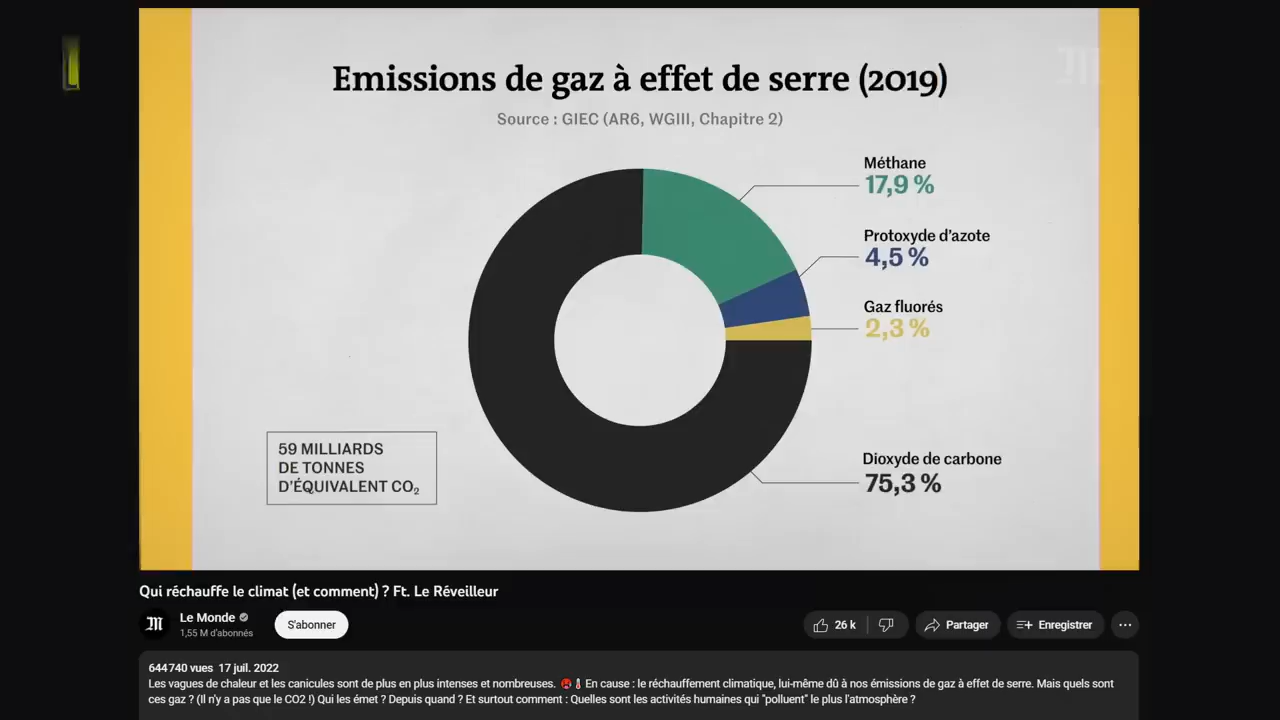 Emissions de gaz à effet de serre (2019)
Source : GIEC (AR6, WGIII, Chapitre 2)
Méthane
17,9 %
Protoxyde d'azote
4,5 %
Gaz fluorés
2,3 %
Dioxyde de carbone
75,3 %
59 MILLIARDS
DE TONNES
D'ÉQUIVALENT CO₂
Qui réchauffe le climat (et comment) ? Ft. Le Réveilleur
Le Monde
1,55 M d'abonnés
S'abonner
26 k
Partager
Enregistrer
644 740 vues 17 juil. 2022
Les vagues de chaleur et les canicules sont de plus en plus intenses et nombreuses. 🥵🌡️ En cause : le réchauffement climatique, lui-même dû à nos émissions de gaz à effet de serre. Mais quels sont
ces gaz ? (Il n'y a pas que le CO2 !) Qui les émet ? Depuis quand ? Et surtout comment : Quelles sont les activités humaines qui "polluent" le plus l'atmosphère ?